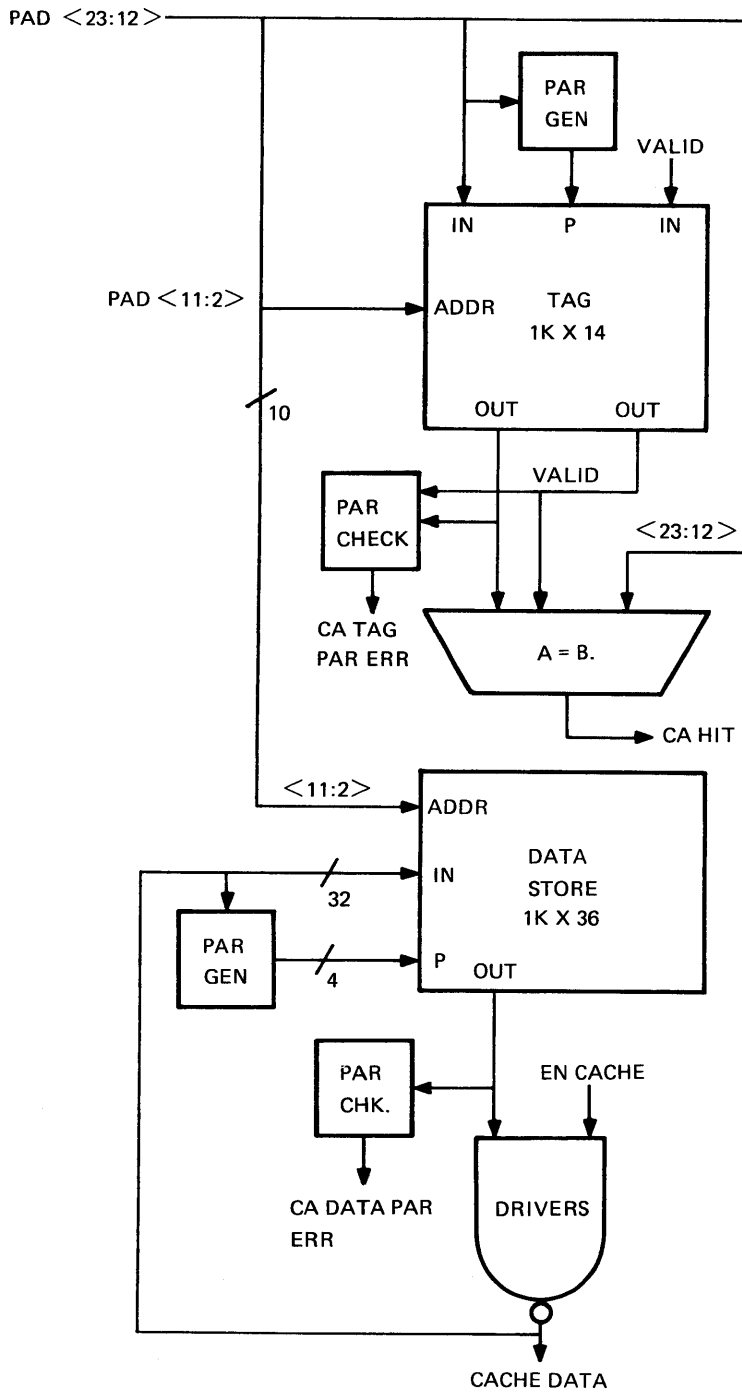 PAD <23:12>
PAR
GEN
VALID
IN P IN
PAD <11:2>
ADDR
TAG
1K X 14
10
OUT OUT
VALID
PAR
CHECK
<23:12>
CA TAG
PAR ERR
A = B.
CA HIT
<11:2>
ADDR
IN
DATA
STORE
1K X 36
32
PAR
GEN
4
P
OUT
PAR
CHK.
EN CACHE
CA DATA PAR
ERR
DRIVERS
CACHE DATA